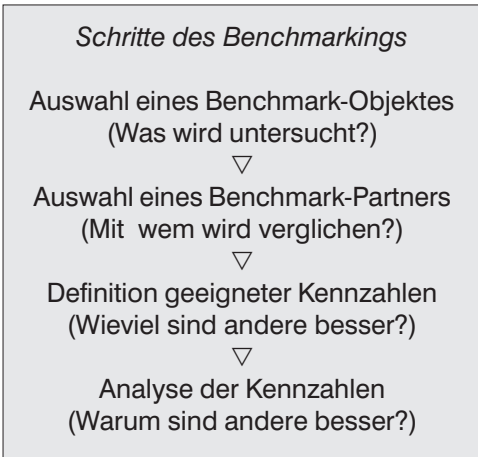 Schritte des Benchmarkings
Auswahl eines Benchmark-Objektes
(Was wird untersucht?)
▽
Auswahl eines Benchmark-Partners
(Mit wem wird verglichen?)
▽
Definition geeigneter Kennzahlen
(Wieviel sind andere besser?)
▽
Analyse der Kennzahlen
(Warum sind andere besser?)